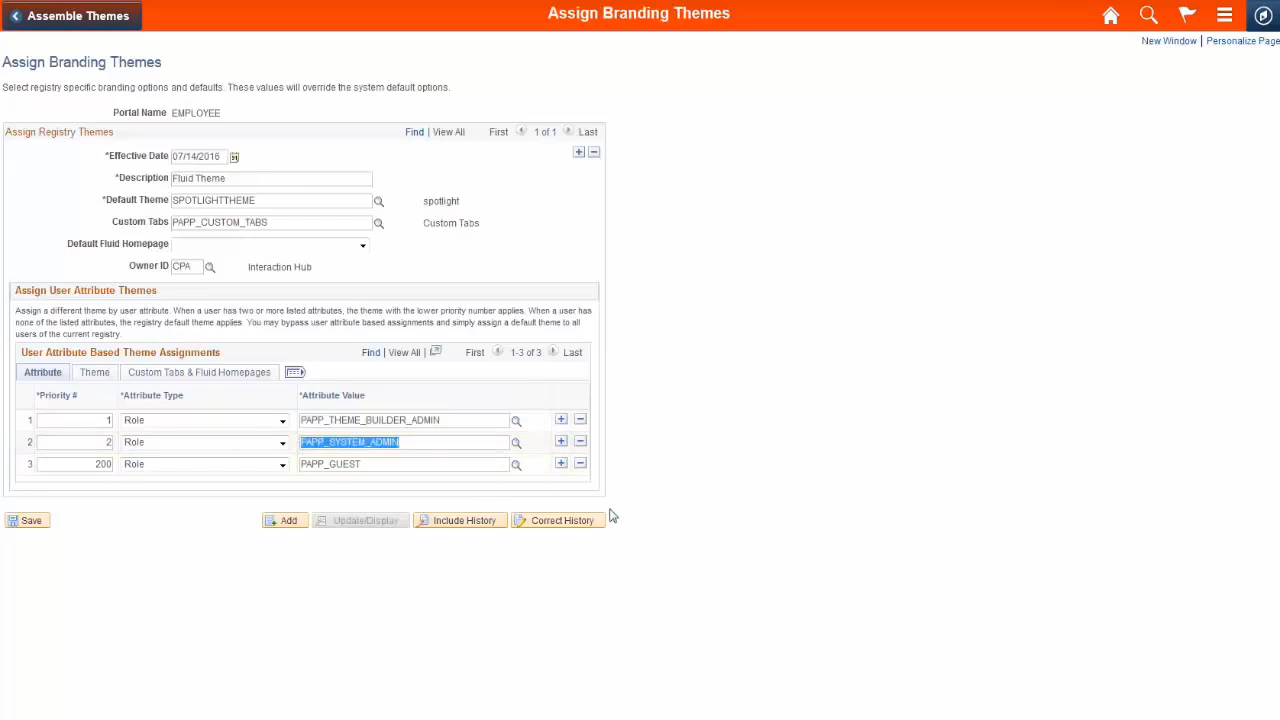 Assemble Themes
Assign Branding Themes
New Window | Personalize Page
Assign Branding Themes
Select registry specific branding options and defaults. These values will override the system default options.
Portal Name EMPLOYEE
Assign Registry Themes Find | View All First 1 of 1 Last
*Effective Date 07/14/2016
*Description Fluid Theme
*Default Theme SPOTLIGHTTHEME spotlight
Custom Tabs PAPP_CUSTOM_TABS Custom Tabs
Default Fluid Homepage
Owner ID CPA Interaction Hub
Assign User Attribute Themes
Assign a different theme by user attribute. When a user has two or more listed attributes, the theme with the lower priority number applies. When a user has
none of the listed attributes, the registry default theme applies. You may bypass user attribute based assignments and simply assign a default theme to all
users of the current registry.
User Attribute Based Theme Assignments Find | View All | First 1-3 of 3 Last
Attribute Theme Custom Tabs & Fluid Homepages
*Priority # *Attribute Type *Attribute Value
1 1 Role PAPP_THEME_BUILDER_ADMIN
2 2 Role PAPP_SYSTEM_ADMIN
3 200 Role PAPP_GUEST
Save Add Update/Display Include History Correct History